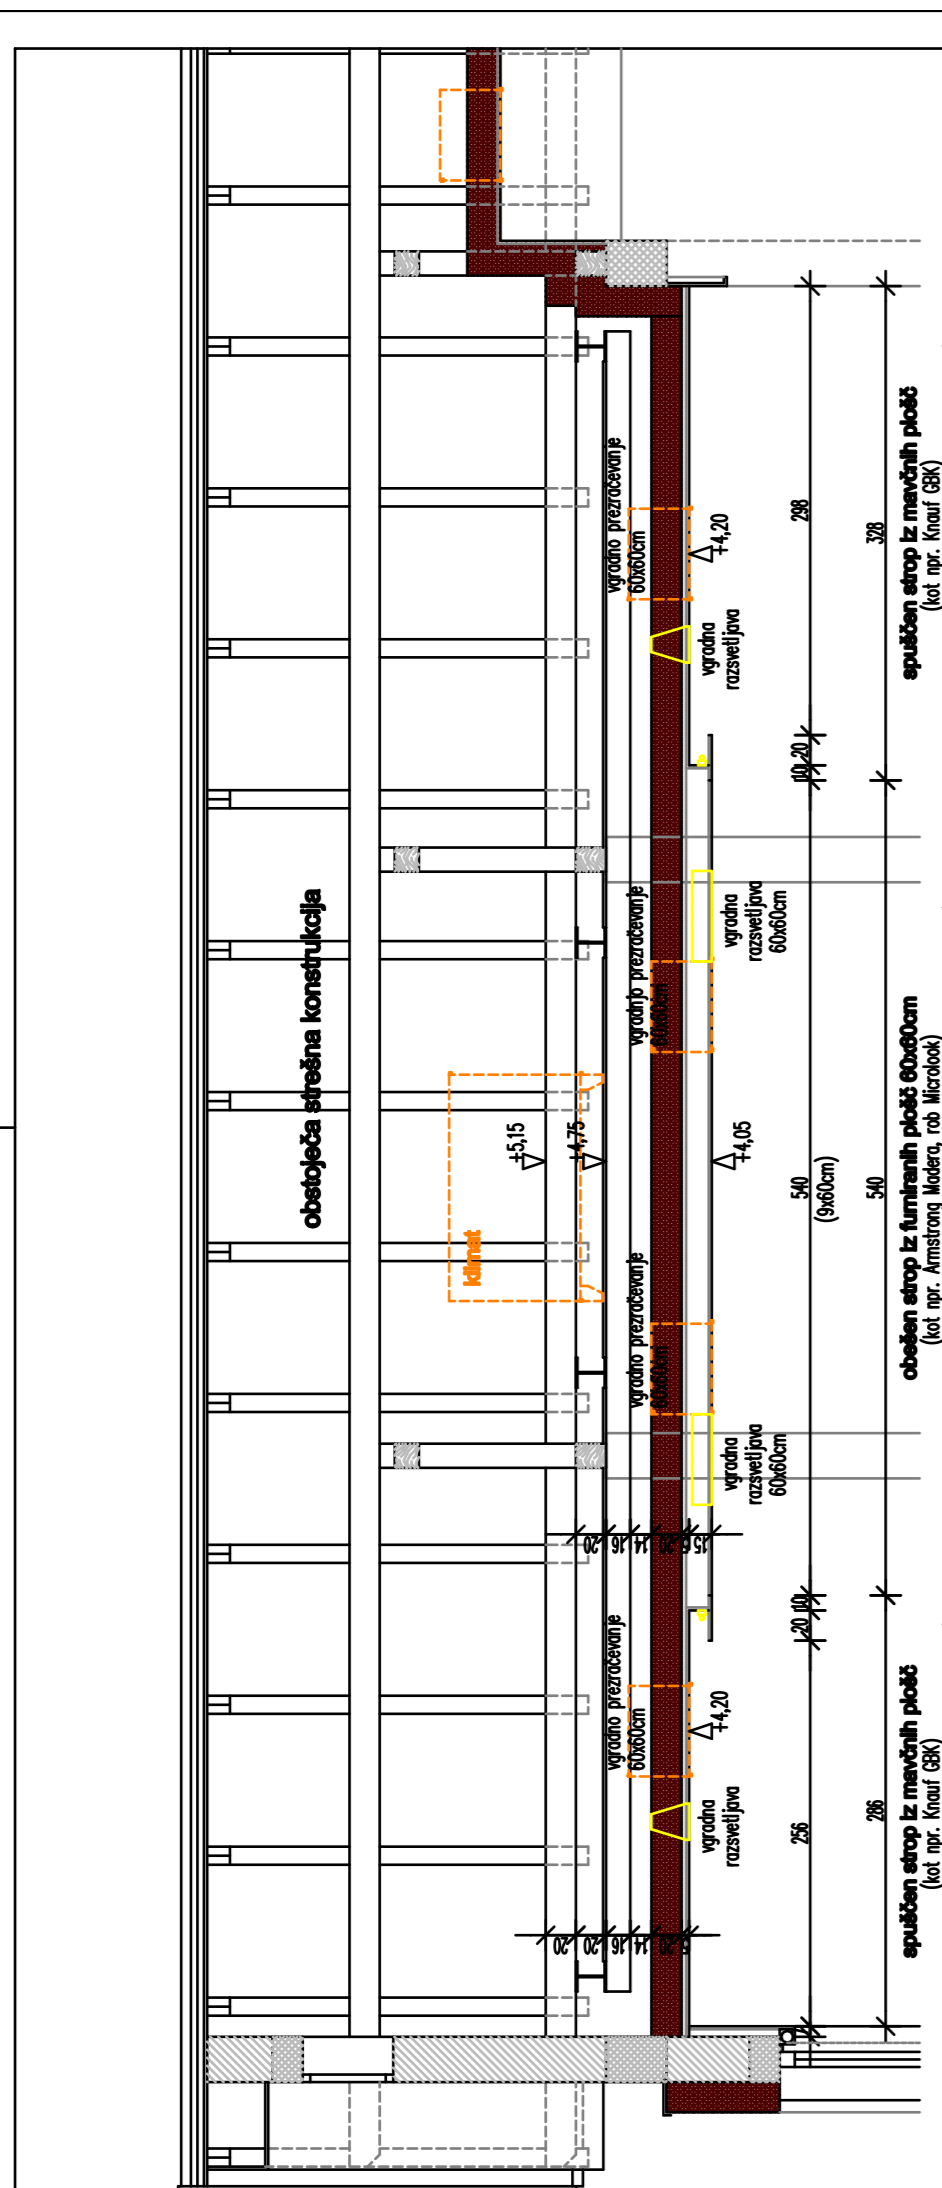 obstoječa strešna konstrukcija
klimat
+5,15
+4,75
vgradno prezračevanje
60x60cm
+4,20
vgradna
razsvetljava
vgradnjo prezračevanje
60x60cm
vgradna
razsvetljava
60x60cm
+4,05
vgradno prezračevanje
60x60cm
vgradna
razsvetljava
60x60cm
20
16
14
20
5
15
vgradno prezračevanje
60x60cm
+4,20
vgradna
razsvetljava
20
20
16
14
20
5
298
20
10
540
(9x60cm)
10
20
256
328
540
286
spuščen strop iz mavčnih plošč
(kot npr. Knauf GBK)
obešen strop iz furniranih plošč 60x60cm
(kot npr. Armstrong Madera, rob Microlook)
spuščen strop iz mavčnih plošč
(kot npr. Knauf GBK)